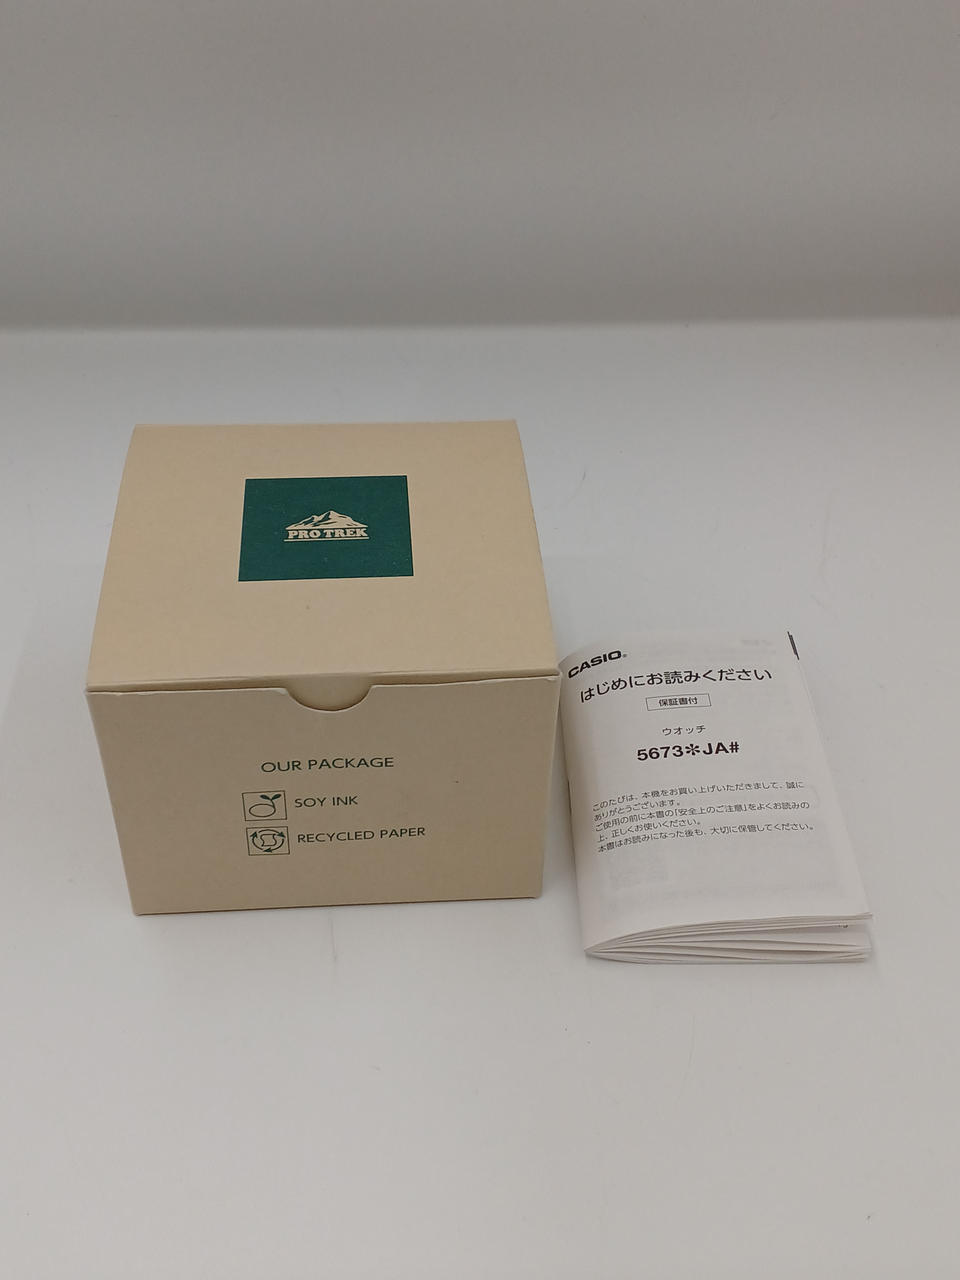 PRO TREK
OUR PACKAGE
SOY INK
RECYCLED PAPER
CASIO®
はじめにお読みください
保証書付
ウオッチ
5673✻JA#
このたびは、本機をお買い上げいただきまして、誠に
ありがとうございます。
ご使用の前に本書の「安全上のご注意」をよくお読みの
上、正しくお使いください。
本書はお読みになった後も、大切に保管してください。